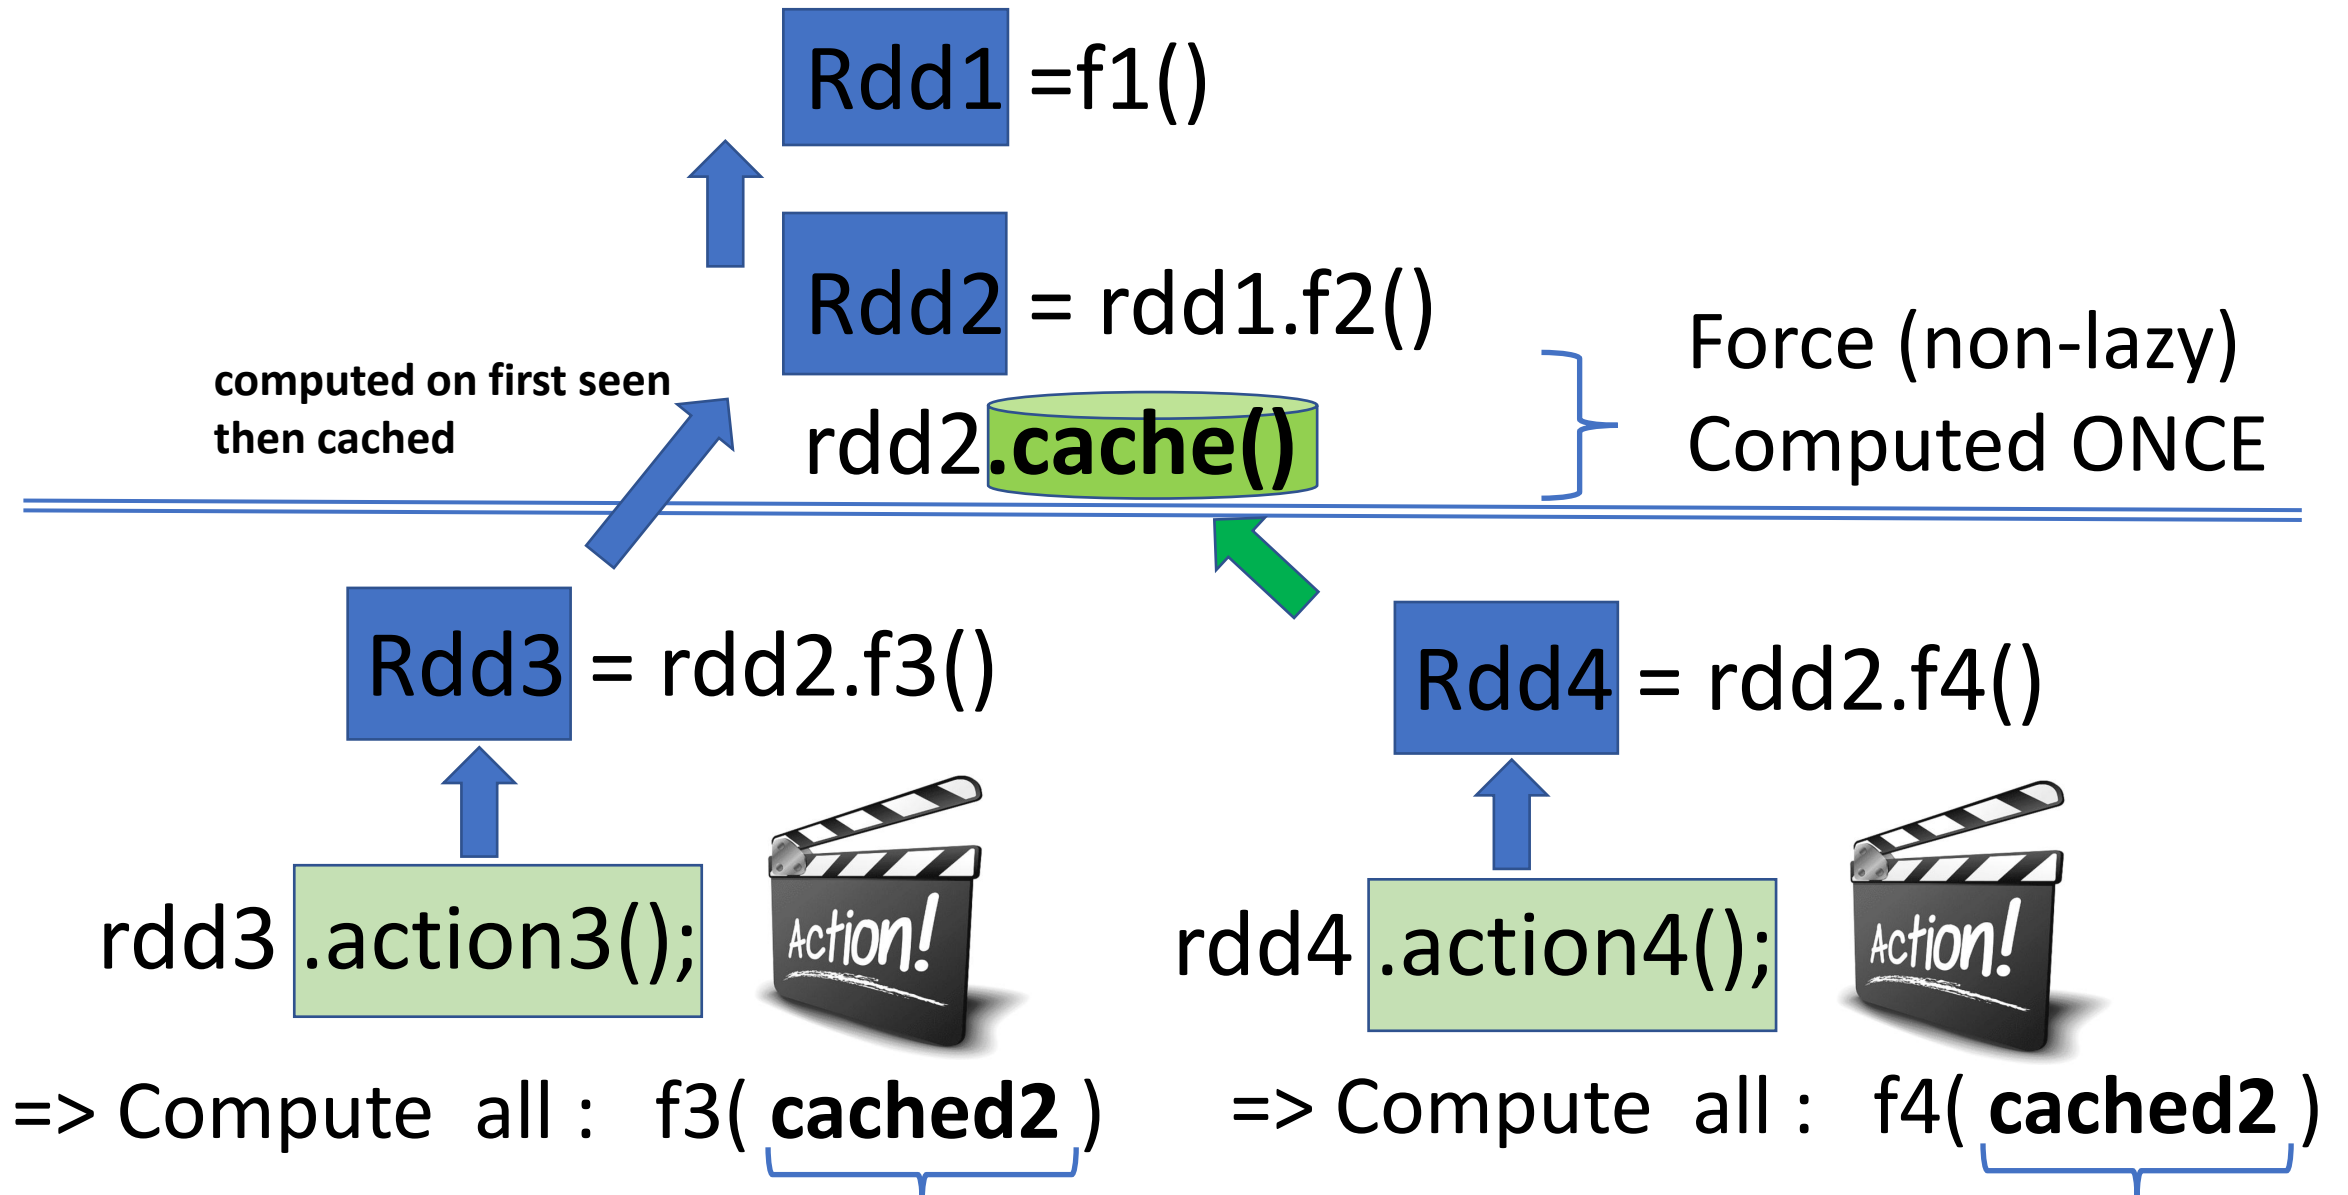 Rdd1 =f1()
Rdd2 = rdd1.f2()
computed on first seen
then cached
rdd2.cache()
Force (non-lazy)
Computed ONCE
Rdd3 = rdd2.f3()
Rdd4 = rdd2.f4()
rdd3 .action3();
Action!
rdd4 .action4();
Action!
=> Compute all : f3( cached2 )
=> Compute all : f4( cached2 )